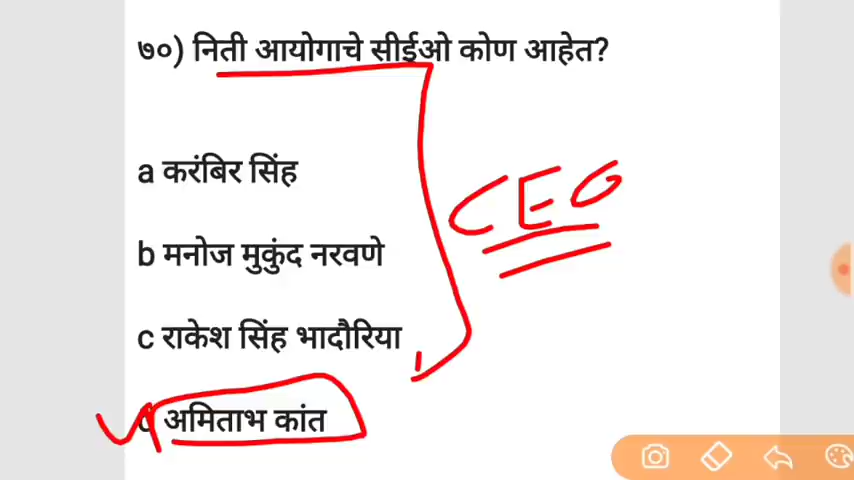 ७०) निती आयोगाचे सीईओ कोण आहेत?
a करंबिर सिंह
CEO
b मनोज मुकुंद नरवणे
c राकेश सिंह भादौरिया
d अमिताभ कांत